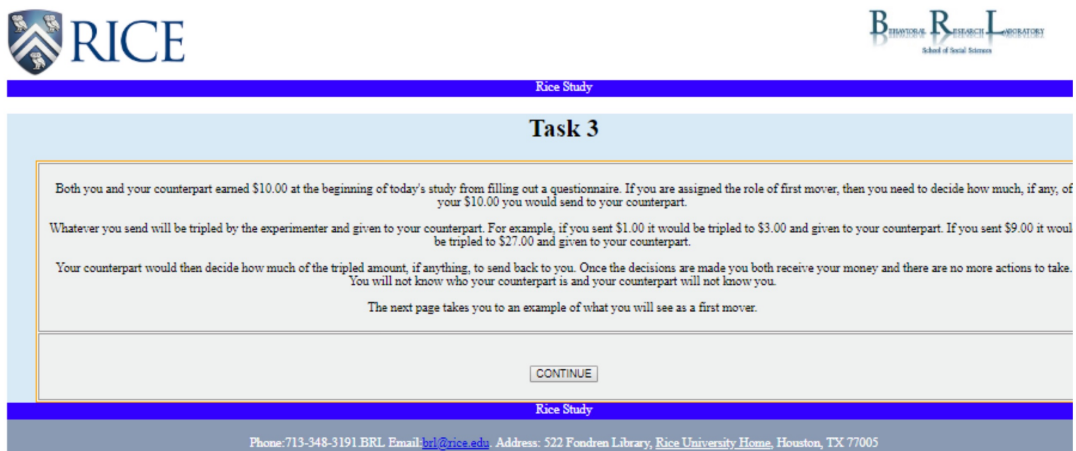 RICE
BEHAVIORAL RESEARCH LABORATORY
School of Social Sciences
Rice Study
Task 3
Both you and your counterpart earned $10.00 at the beginning of today's study from filling out a questionnaire. If you are assigned the role of first mover, then you need to decide how much, if any, of
your $10.00 you would send to your counterpart.
Whatever you send will be tripled by the experimenter and given to your counterpart. For example, if you sent $1.00 it would be tripled to $3.00 and given to your counterpart. If you sent $9.00 it woul
be tripled to $27.00 and given to your counterpart.
Your counterpart would then decide how much of the tripled amount, if anything, to send back to you. Once the decisions are made you both receive your money and there are no more actions to take.
You will not know who your counterpart is and your counterpart will not know you.
The next page takes you to an example of what you will see as a first mover.
CONTINUE
Rice Study
Phone:713-348-3191.BRL Email:brl@rice.edu. Address: 522 Fondren Library, Rice University Home, Houston, TX 77005